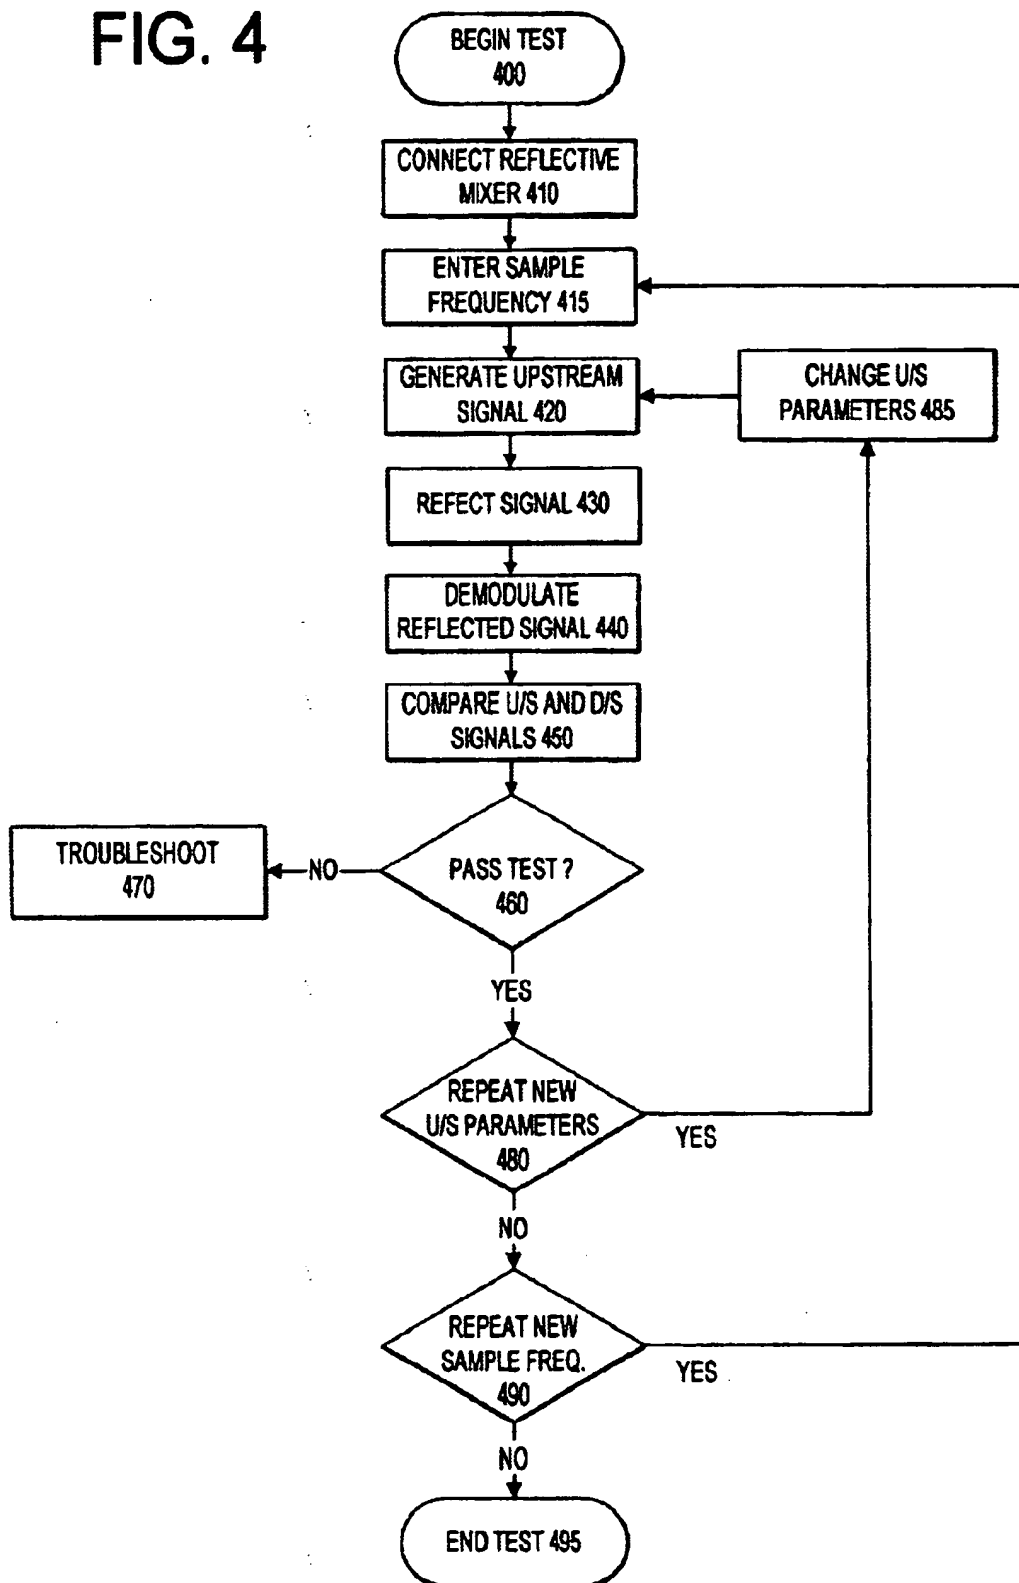 FIG. 4
BEGIN TEST
400
CONNECT REFLECTIVE
MIXER 410
ENTER SAMPLE
FREQUENCY 415
GENERATE UPSTREAM
SIGNAL 420
CHANGE U/S
PARAMETERS 485
REFECT SIGNAL 430
DEMODULATE
REFLECTED SIGNAL 440
COMPARE U/S AND D/S
SIGNALS 450
TROUBLESHOOT
470
NO
PASS TEST ?
460
YES
REPEAT NEW
U/S PARAMETERS
480
YES
NO
REPEAT NEW
SAMPLE FREQ.
490
YES
NO
END TEST 495